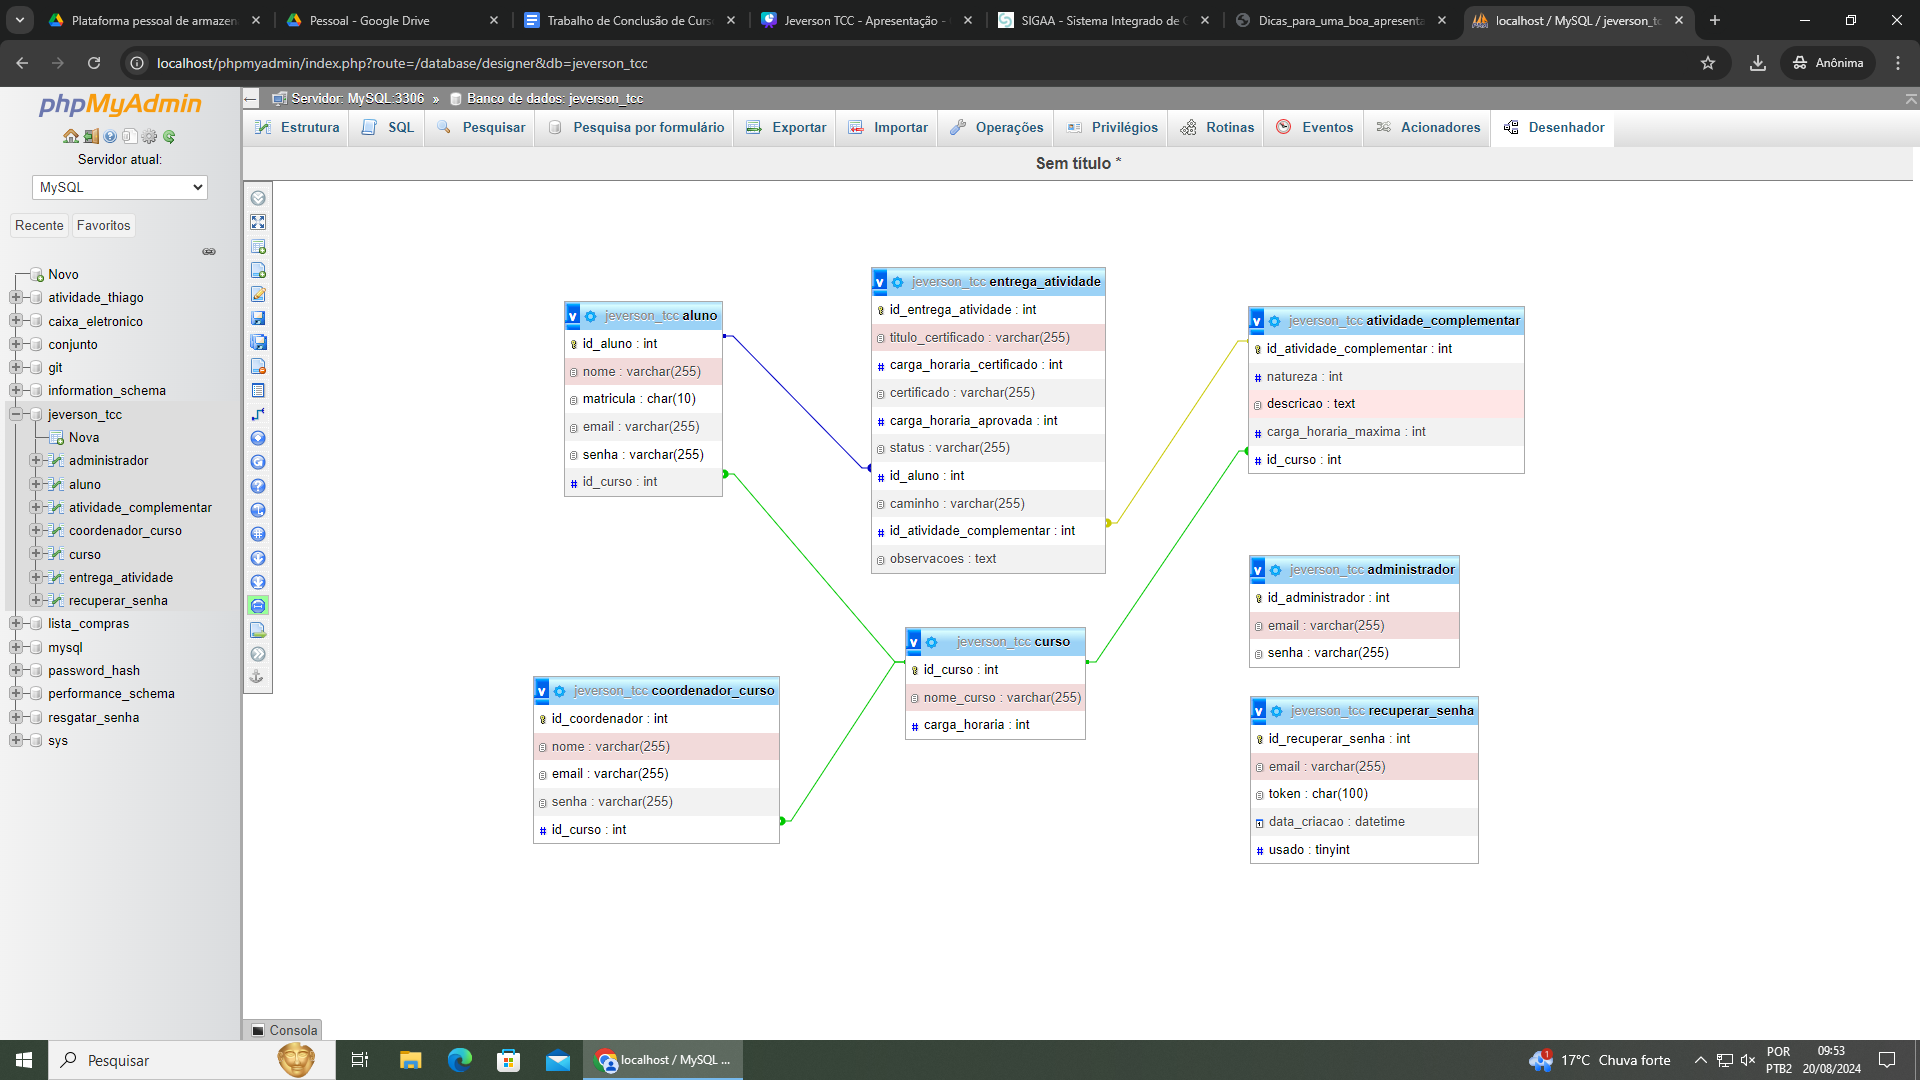 Plataforma pessoal de armazen
Pessoal - Google Drive
Trabalho de Conclusão de Curs
Jeverson TCC - Apresentação -
SIGAA - Sistema Integrado de G
Dicas_para_uma_boa_apresenta
localhost / MySQL / jeverson_tc
localhost/phpmyadmin/index.php?route=/database/designer&db=jeverson_tcc
Anônima
phpMyAdmin
Servidor atual:
MySQL
Recente
Favoritos
Novo
atividade_thiago
caixa_eletronico
conjunto
git
information_schema
jeverson_tcc
Nova
administrador
aluno
atividade_complementar
coordenador_curso
curso
entrega_atividade
recuperar_senha
lista_compras
mysql
password_hash
performance_schema
resgatar_senha
sys
Servidor: MySQL:3306 » Banco de dados: jeverson_tcc
Estrutura
SQL
Pesquisar
Pesquisa por formulário
Exportar
Importar
Operações
Privilégios
Rotinas
Eventos
Acionadores
Desenhador
Sem título *
jeverson_tcc aluno
id_aluno : int
nome : varchar(255)
matricula : char(10)
email : varchar(255)
senha : varchar(255)
id_curso : int
jeverson_tcc entrega_atividade
id_entrega_atividade : int
titulo_certificado : varchar(255)
carga_horaria_certificado : int
certificado : varchar(255)
carga_horaria_aprovada : int
status : varchar(255)
id_aluno : int
caminho : varchar(255)
id_atividade_complementar : int
observacoes : text
jeverson_tcc atividade_complementar
id_atividade_complementar : int
natureza : int
descricao : text
carga_horaria_maxima : int
id_curso : int
jeverson_tcc administrador
id_administrador : int
email : varchar(255)
senha : varchar(255)
jeverson_tcc curso
id_curso : int
nome_curso : varchar(255)
carga_horaria : int
jeverson_tcc coordenador_curso
id_coordenador : int
nome : varchar(255)
email : varchar(255)
senha : varchar(255)
id_curso : int
jeverson_tcc recuperar_senha
id_recuperar_senha : int
email : varchar(255)
token : char(100)
data_criacao : datetime
usado : tinyint
Consola
Pesquisar
localhost / MySQL ...
1
17°C Chuva forte
POR
PTB2
09:53
20/08/2024